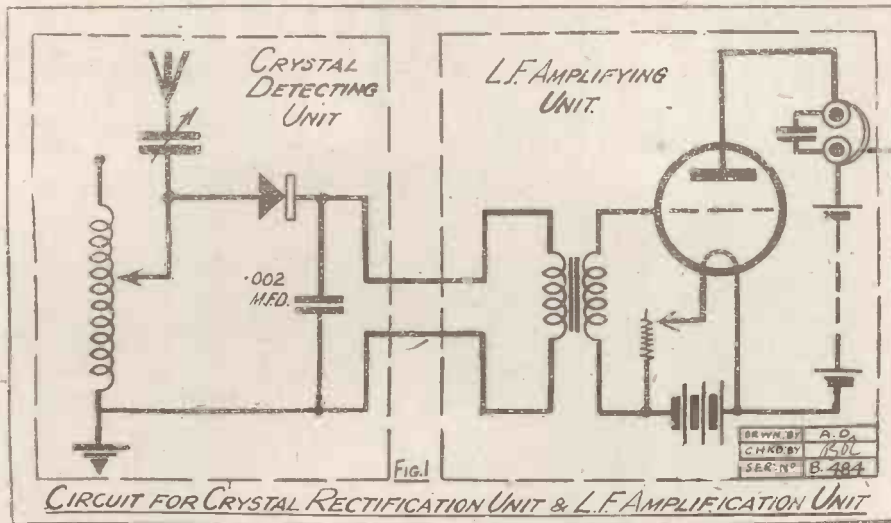 CRYSTAL
DETECTING
UNIT
L.F. AMPLIFYING
UNIT.
.002
M.F.D.
FIG.1
DRWN. BY A.D.
CHKD. BY
SER. Nº B.484
CIRCUIT FOR CRYSTAL RECTIFICATION UNIT & L.F. AMPLIFICATION UNIT